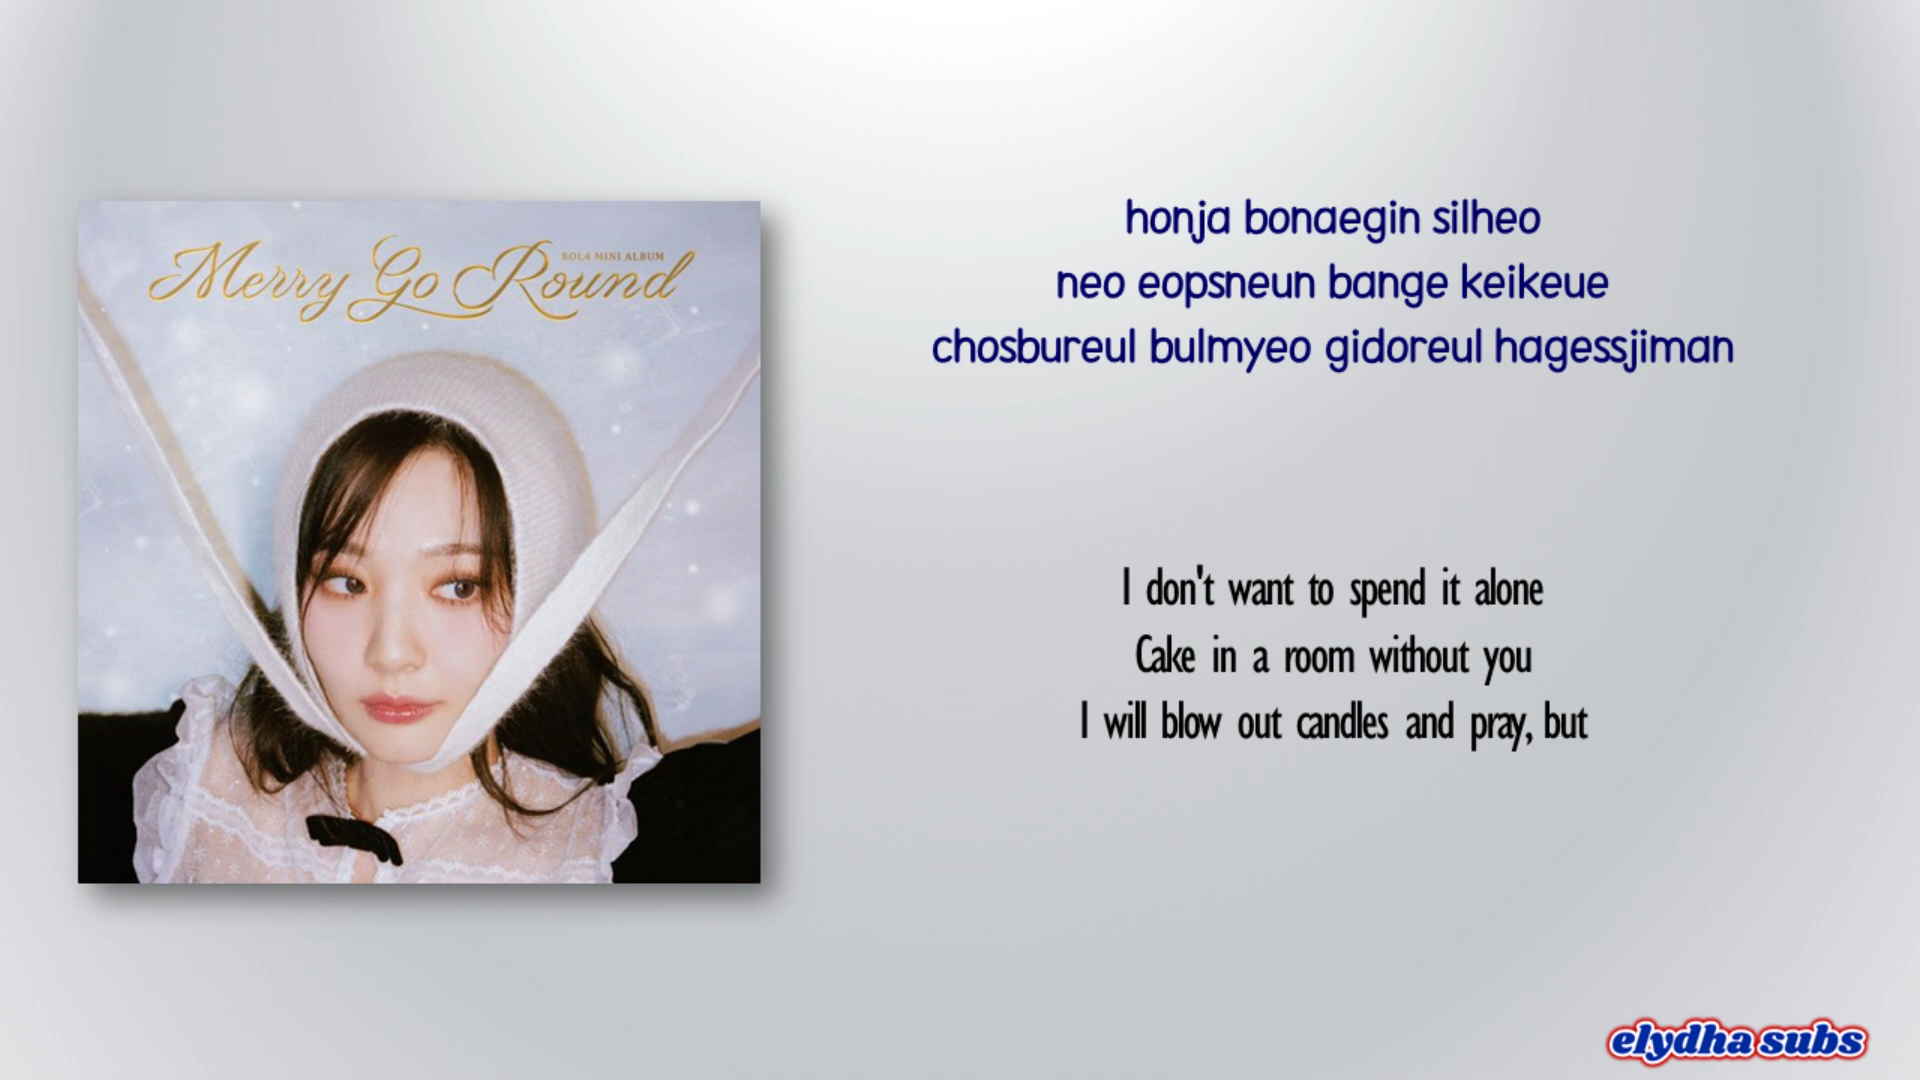 Merry Go Round
BOL4 MINI ALBUM
honja bonaegin silheo
neo eopsneun bange keikeue
chosbureul bulmyeo gidoreul hagessjiman
I don't want to spend it alone
Cake in a room without you
I will blow out candles and pray, but
elydha subs